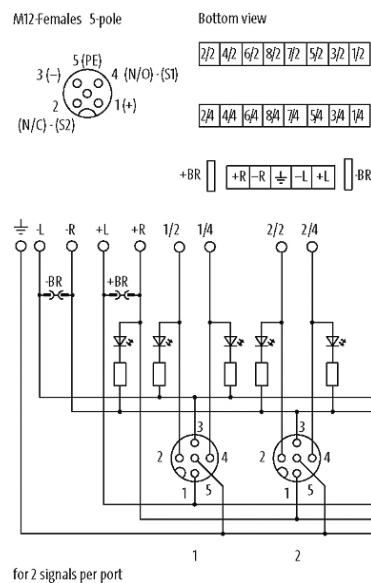 M12-Females 5-pole
Bottom view
5 (PE)
3 (–) 4 (N/O) - (S1)
2 1 (+)
(N/C) - (S2)
2/2 4/2 6/2 8/2 7/2 5/2 3/2 1/2
2/4 4/4 6/4 8/4 7/4 5/4 3/4 1/4
+BR +R –R –L +L -BR
-L -R +L +R 1/2 1/4 2/2 2/4
-BR +BR
3 3
2 4 2 4
1 5 1 5
1 2
for 2 signals per port